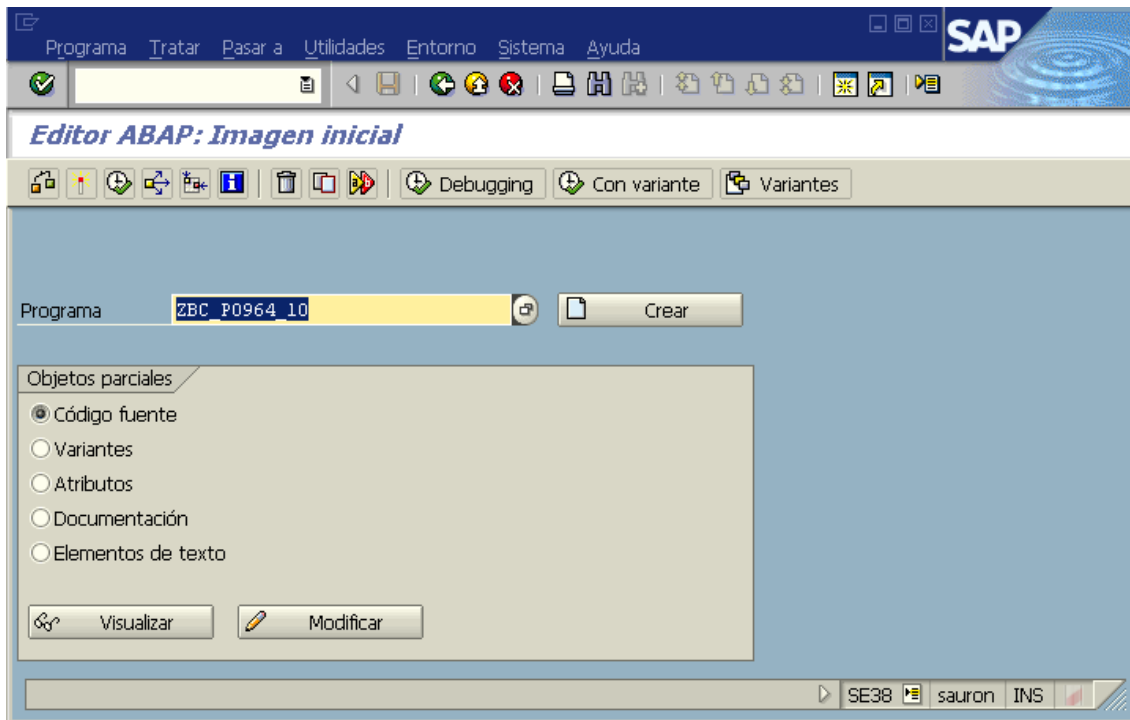 Programa Tratar Pasar a Utilidades Entorno Sistema Ayuda
SAP
Editor ABAP: Imagen inicial
Debugging Con variante Variantes
Programa ZBC_P0964_10 Crear
Objetos parciales
Código fuente
Variantes
Atributos
Documentación
Elementos de texto
Visualizar Modificar
SE38 sauron INS